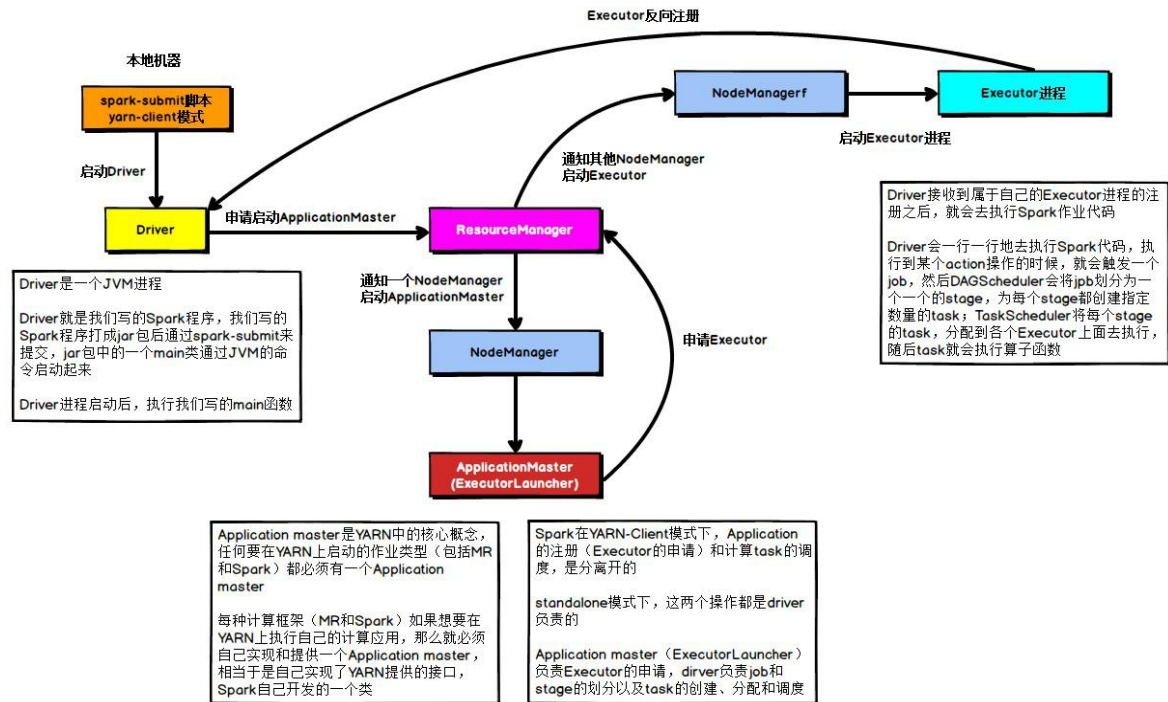 Executor反向注册
本地机器
spark-submit脚本
yarn-client模式
NodeManagerf
Executor进程
启动Driver
通知其他NodeManager
启动Executor
启动Executor进程
Driver
申请启动ApplicationMaster
ResourceManager
Driver接收到属于自己的Executor进程的注
册之后，就会去执行Spark作业代码
Driver会一行一行地去执行Spark代码，执
行到某个action操作的时候，就会触发一个
job，然后DAGScheduler会将jpb划分为一
个一个的stage，为每个stage都创建指定
数量的task；TaskScheduler将每个stage
的task，分配到各个Executor上面去执行，
随后task就会执行算子函数
Driver是一个JVM进程
Driver就是我们写的Spark程序，我们写的
Spark程序打成jar包后通过spark-submit来
提交，jar包中的一个main类通过JVM的命
令启动起来
Driver进程启动后，执行我们写的main函数
通知一个NodeManager
启动ApplicationMaster
NodeManager
申请Executor
ApplicationMaster
(ExecutorLauncher)
Application master是YARN中的核心概念，
任何要在YARN上启动的作业类型（包括MR
和Spark）都必须有一个Application
master
每种计算框架（MR和Spark）如果想要在
YARN上执行自己的计算应用，那么就必须
自己实现和提供一个Application master，
相当于是自己实现了YARN提供的接口，
Spark自己开发的一个类
Spark在YARN-Client模式下，Application
的注册（Executor的申请）和计算task的调
度，是分离开的
standalone模式下，这两个操作都是driver
负责的
Application master（ExecutorLauncher）
负责Executor的申请，dirver负责job和
stage的划分以及task的创建、分配和调度